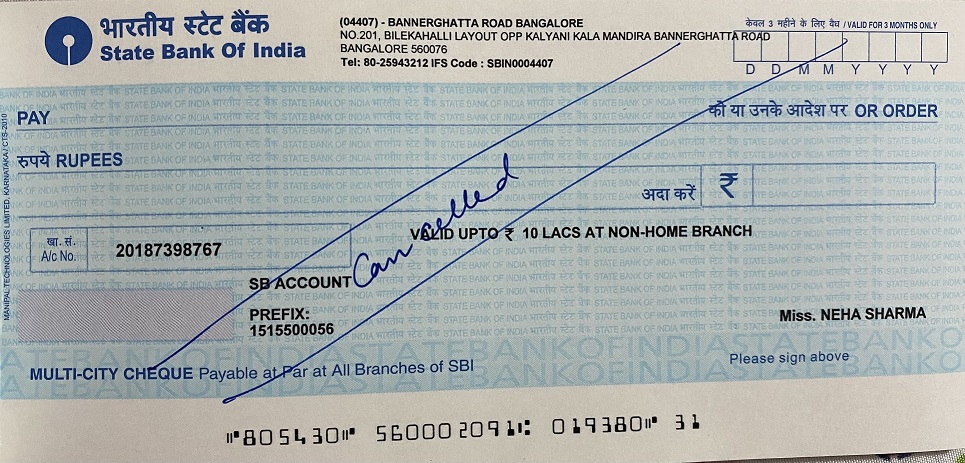 भारतीय स्टेट बैंक
State Bank Of India
(04407) - BANNERGHATTA ROAD BANGALORE
NO.201, BILEKAHALLI LAYOUT OPP KALYANI KALA MANDIRA BANNERGHATTA ROAD
BANGALORE 560076
Tel: 80-25943212 IFS Code : SBIN0004407
केवल 3 महीने के लिए वैध / VALID FOR 3 MONTHS ONLY
D D M M Y Y Y Y
PAY
को या उनके आदेश पर OR ORDER
रुपये RUPEES
अदा करें ₹
खा. सं.
A/c No. 20187398767
VALID UPTO ₹ 10 LACS AT NON-HOME BRANCH
Cancelled
SB ACCOUNT
PREFIX:
1515500056
Miss. NEHA SHARMA
Please sign above
MULTI-CITY CHEQUE Payable at Par at All Branches of SBI
MANIPAL TECHNOLOGIES LIMITED, KARNATAKA / CTS-2010
⑈805430⑈ 560002091⑆ 019380⑈ 31